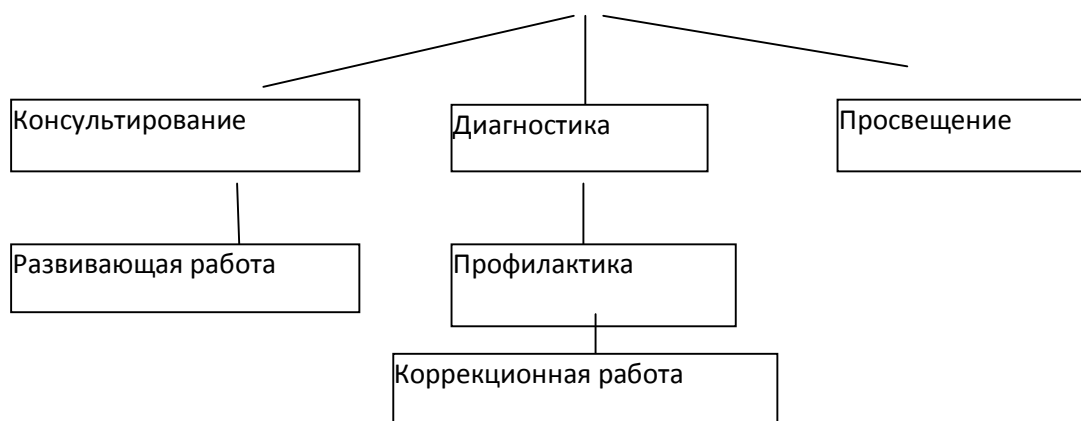 Консультирование
Диагностика
Просвещение
Развивающая работа
Профилактика
Коррекционная работа